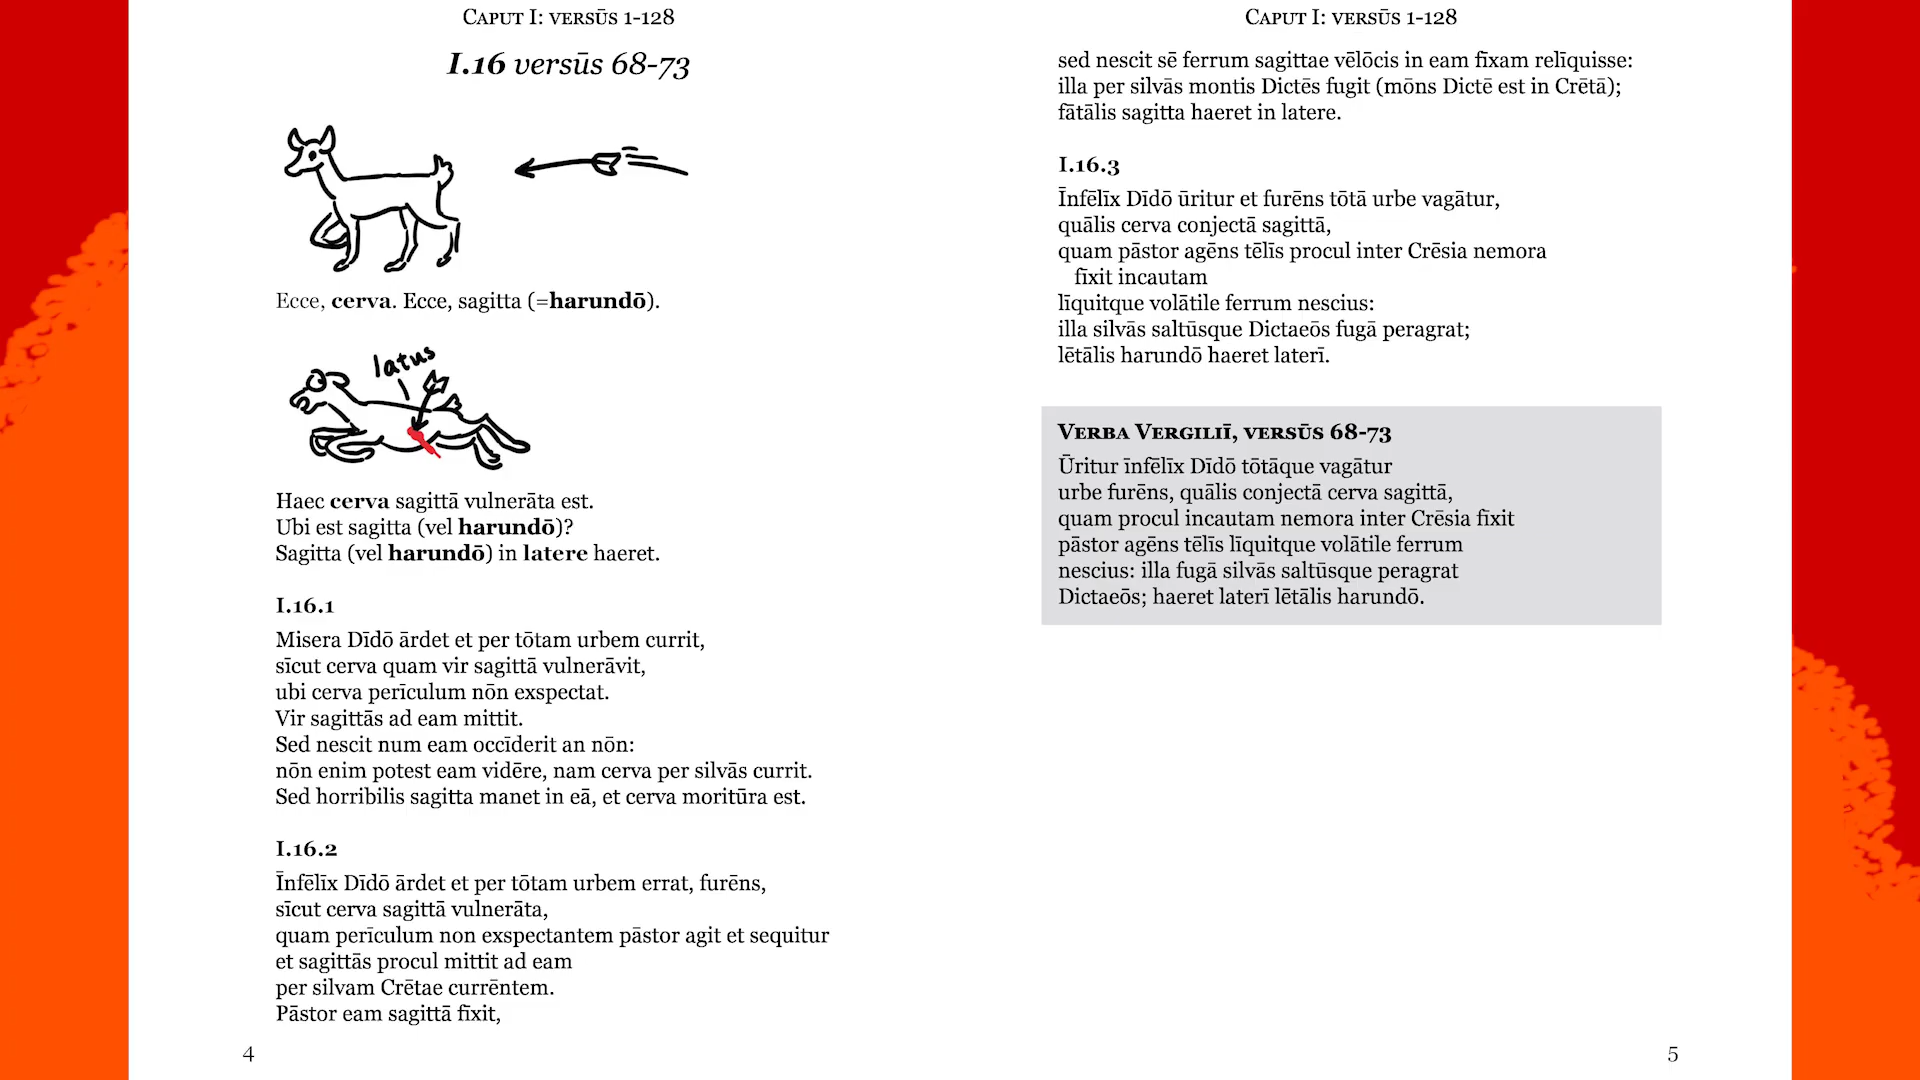 Caput I: versūs 1-128
I.16 versūs 68-73
Ecce, cerva. Ecce, sagitta (=harundō).
latus
Haec cerva sagittā vulnerāta est.
Ubi est sagitta (vel harundō)?
Sagitta (vel harundō) in latere haeret.
I.16.1
Misera Dīdō ārdet et per tōtam urbem currit,
sīcut cerva quam vir sagittā vulnerāvit,
ubi cerva perīculum nōn exspectat.
Vir sagittās ad eam mittit.
Sed nescit num eam occīderit an nōn:
nōn enim potest eam vidēre, nam cerva per silvās currit.
Sed horribilis sagitta manet in eā, et cerva moritūra est.
I.16.2
Īnfēlīx Dīdō ārdet et per tōtam urbem errat, furēns,
sīcut cerva sagittā vulnerāta,
quam perīculum non exspectantem pāstor agit et sequitur
et sagittās procul mittit ad eam
per silvam Crētae currēntem.
Pāstor eam sagittā fīxit,
4
Caput I: versūs 1-128
sed nescit sē ferrum sagittae vēlōcis in eam fīxam relīquisse:
illa per silvās montis Dictēs fugit (mōns Dictē est in Crētā);
fātālis sagitta haeret in latere.
I.16.3
Īnfēlīx Dīdō ūritur et furēns tōtā urbe vagātur,
quālis cerva conjectā sagittā,
quam pāstor agēns tēlīs procul inter Crēsia nemora
fīxit incautam
līquitque volātile ferrum nescius:
illa silvās saltūsque Dictaeōs fugā peragrat;
lētālis harundō haeret laterī.
Verba Vergiliī, versūs 68-73
Ūritur īnfēlīx Dīdō tōtāque vagātur
urbe furēns, quālis conjectā cerva sagittā,
quam procul incautam nemora inter Crēsia fīxit
pāstor agēns tēlīs līquitque volātile ferrum
nescius: illa fugā silvās saltūsque peragrat
Dictaeōs; haeret laterī lētālis harundō.
5